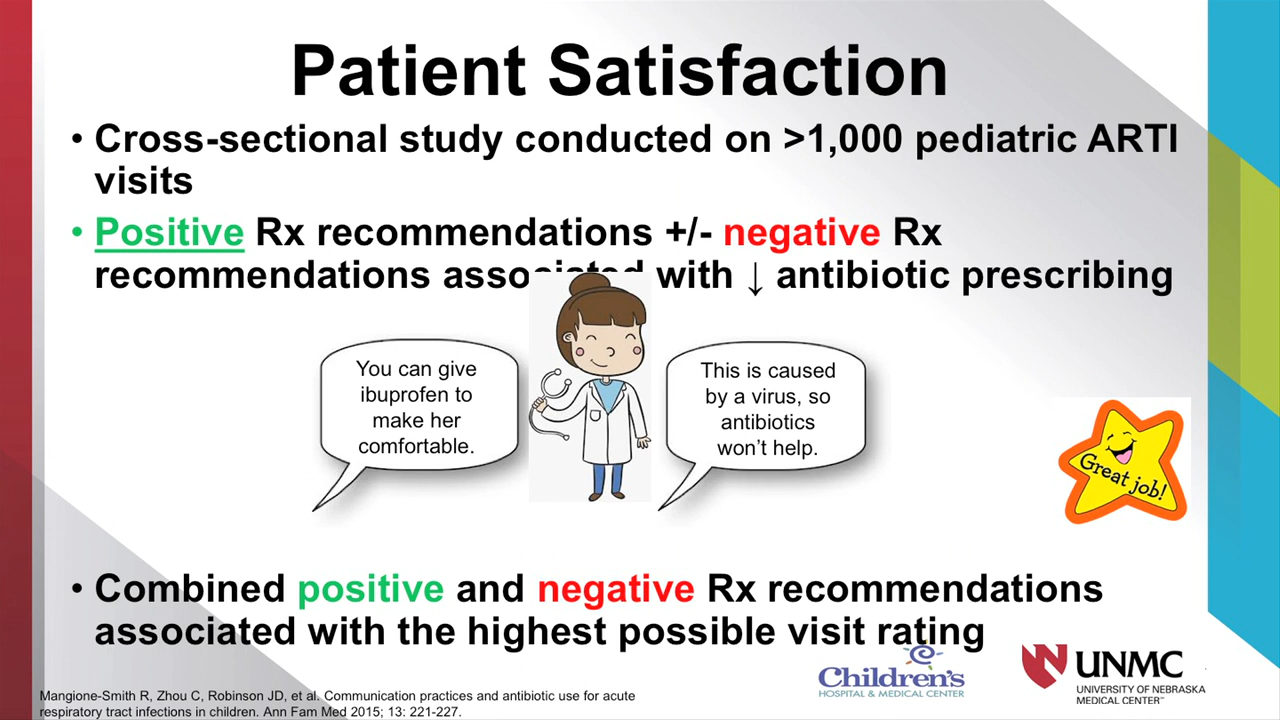 Patient Satisfaction
• Cross-sectional study conducted on >1,000 pediatric ARTI
visits
• Positive Rx recommendations +/- negative Rx
recommendations associated with ↓ antibiotic prescribing
You can give
ibuprofen to
make her
comfortable.
This is caused
by a virus, so
antibiotics
won't help.
Great job!
• Combined positive and negative Rx recommendations
associated with the highest possible visit rating
Children's
HOSPITAL & MEDICAL CENTER
UNMC
UNIVERSITY OF NEBRASKA
MEDICAL CENTER™
Mangione-Smith R. Zhou C. Robinson JD, et al. Communication practices and antibiotic use for acute
respiratory tract infections in children. Ann Fam Med 2015; 13: 221-227.